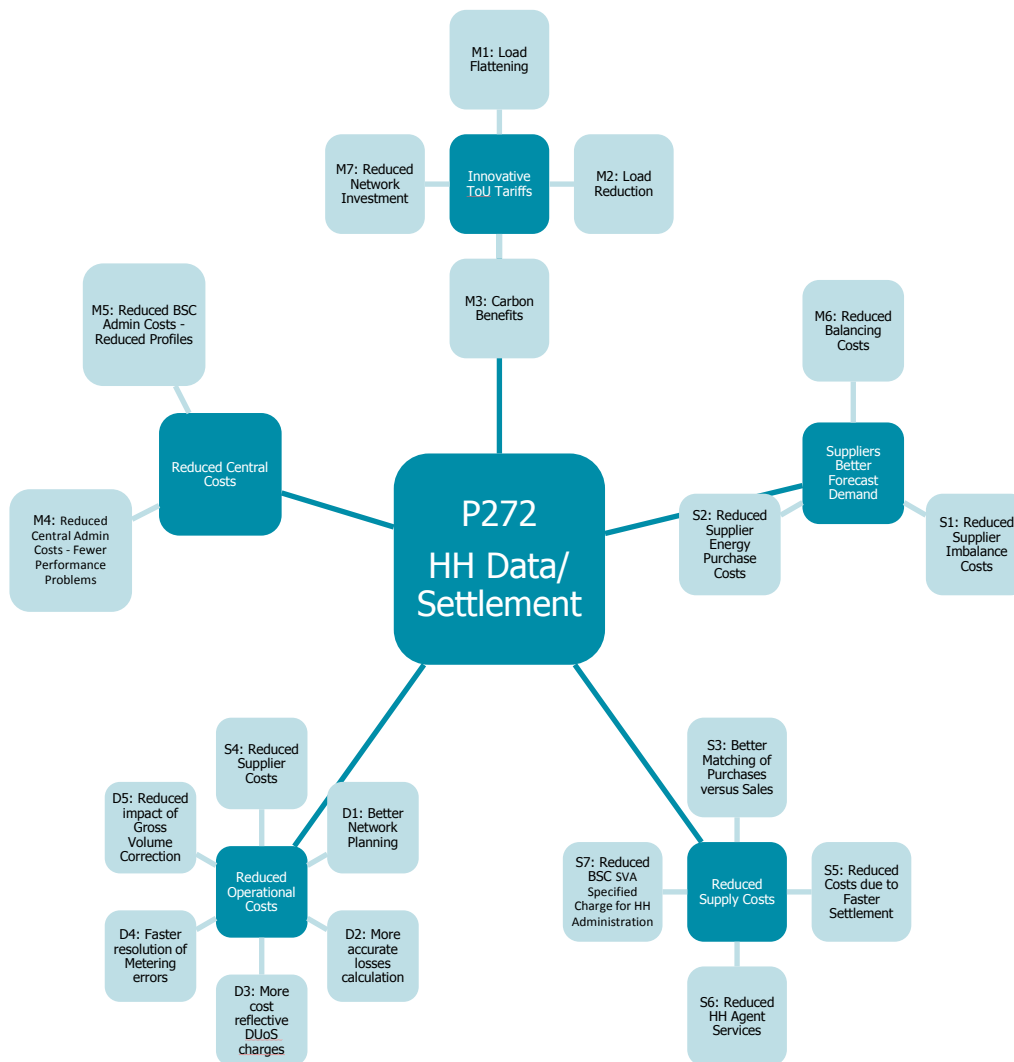 M1: Load
Flattening
M7: Reduced
Network
Investment
Innovative
ToU Tariffs
M2: Load
Reduction
M3: Carbon
Benefits
M5: Reduced BSC
Admin Costs -
Reduced Profiles
M6: Reduced
Balancing
Costs
Reduced Central
Costs
Suppliers
Better
Forecast
Demand
M4: Reduced
Central Admin
Costs - Fewer
Performance
Problems
P272
HH Data/
Settlement
S2: Reduced
Supplier
Energy
Purchase
Costs
S1: Reduced
Supplier
Imbalance
Costs
S4: Reduced
Supplier
Costs
D5: Reduced
impact of
Gross
Volume
Correction
D1: Better
Network
Planning
Reduced
Operational
Costs
D4: Faster
resolution of
Metering
errors
D2: More
accurate
losses
calculation
D3: More
cost
reflective
DUoS
charges
S3: Better
Matching of
Purchases
versus Sales
S7: Reduced
BSC SVA
Specified
Charge for HH
Administration
Reduced
Supply Costs
S5: Reduced
Costs due to
Faster
Settlement
S6: Reduced
HH Agent
Services